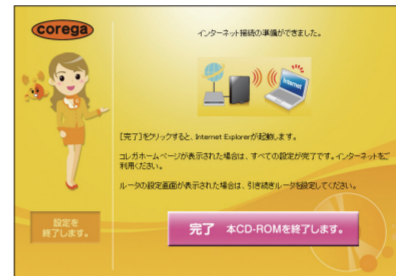 corega
インターネット接続の準備ができました。
Internet
[完了]をクリックすると、Internet Explorerが起動します。
コレガホームページが表示された場合は、すべての設定が完了です。インターネットをご
利用ください。
ルータの設定画面が表示された場合は、引き続きルータを設定してください。
設定を
終了します。
完了 本CD-ROMを終了します。